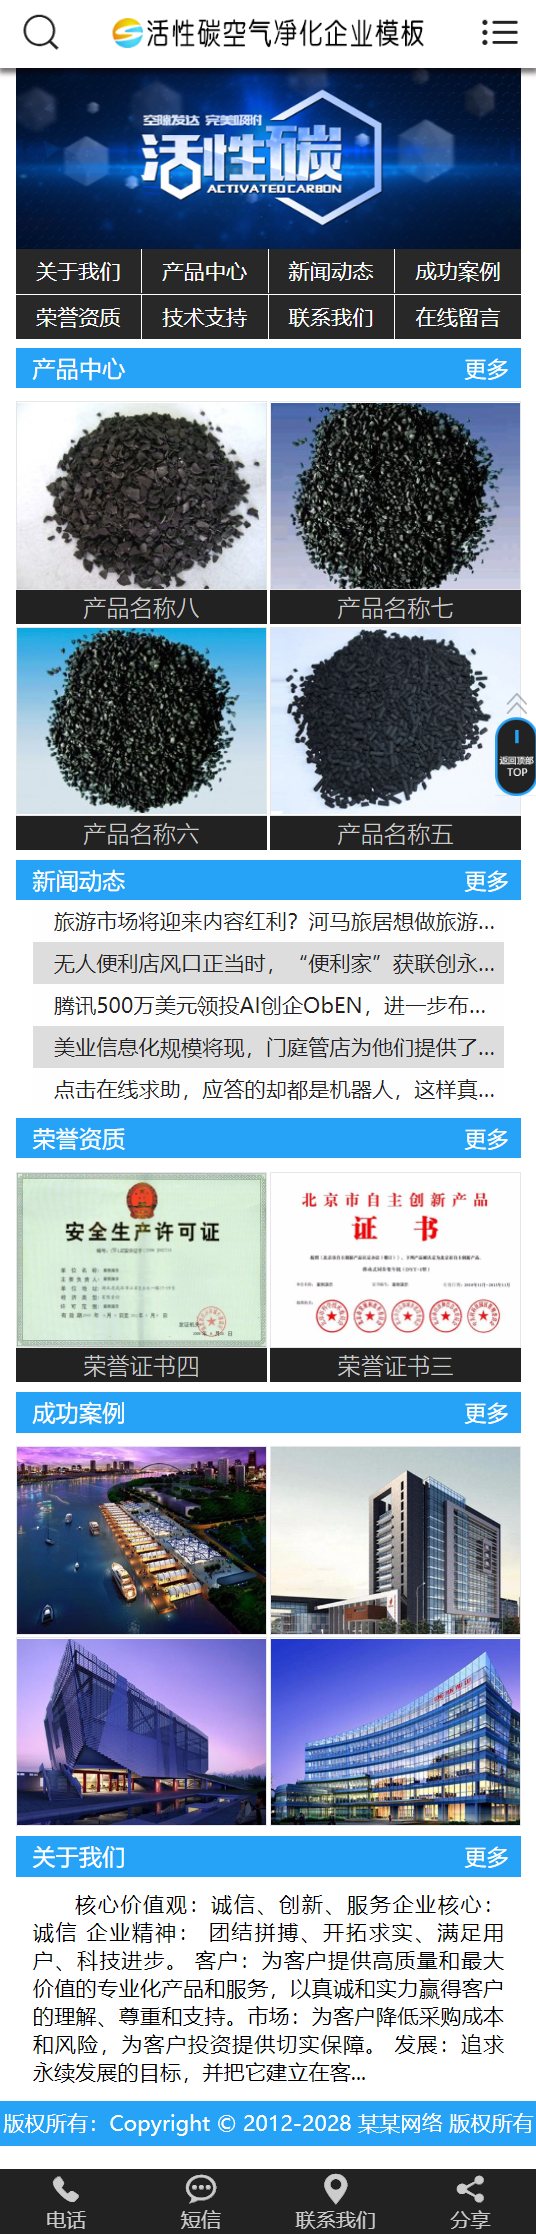 活性碳空气净化企业模板
空隙发达 完美吸附
活性碳
ACTIVATED CARBON
关于我们 产品中心 新闻动态 成功案例
荣誉资质 技术支持 联系我们 在线留言
产品中心 更多
产品名称八 产品名称七
产品名称六 产品名称五
返回顶部
TOP
新闻动态 更多
旅游市场将迎来内容红利？河马旅居想做旅游...
无人便利店风口正当时，“便利家”获联创永...
腾讯500万美元领投AI创企ObEN，进一步布...
美业信息化规模将现，门庭管店为他们提供了...
点击在线求助，应答的却都是机器人，这样真...
荣誉资质 更多
安全生产许可证
北京市自主创新产品
证 书
荣誉证书四 荣誉证书三
成功案例 更多
关于我们 更多
核心价值观：诚信、创新、服务企业核心：
诚信 企业精神： 团结拼搏、开拓求实、满足用
户、科技进步。 客户：为客户提供高质量和最大
价值的专业化产品和服务，以真诚和实力赢得客户
的理解、尊重和支持。市场：为客户降低采购成本
和风险，为客户投资提供切实保障。 发展：追求
永续发展的目标，并把它建立在客...
版权所有：Copyright © 2012-2028 某某网络 版权所有
电话 短信 联系我们 分享